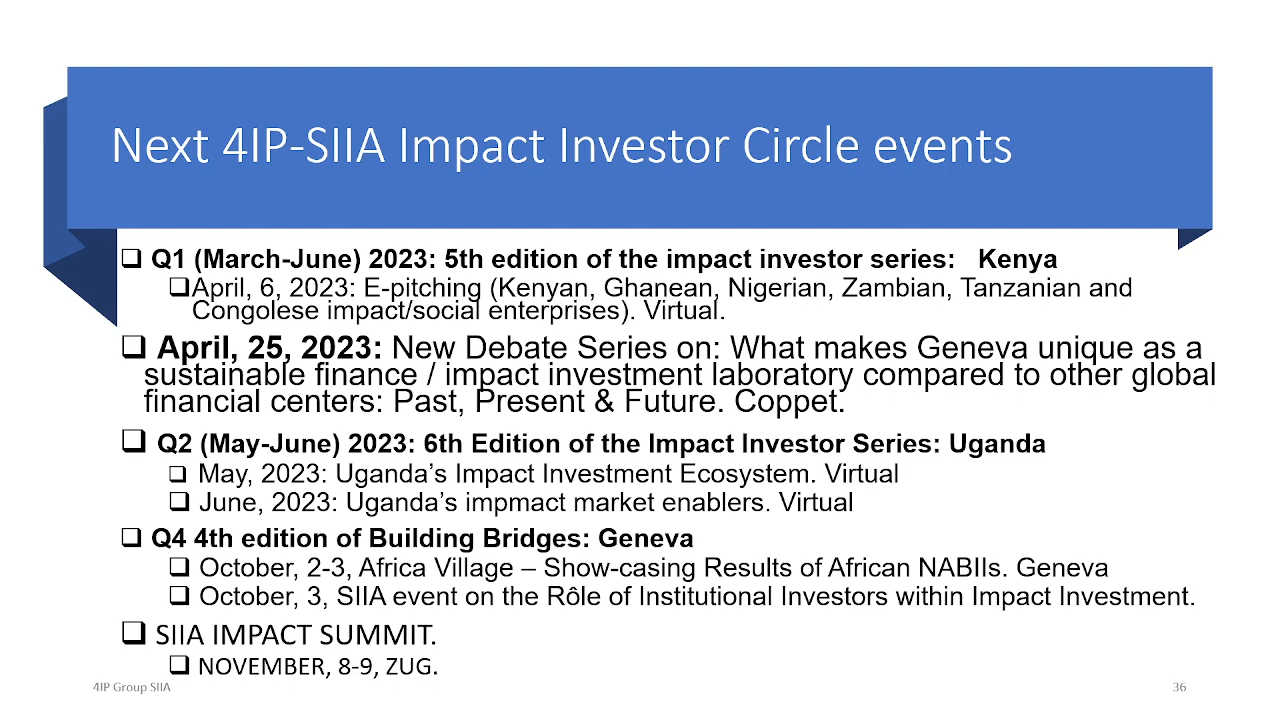 Next 4IP-SIIA Impact Investor Circle events
Q1 (March-June) 2023: 5th edition of the impact investor series: Kenya
April, 6, 2023: E-pitching (Kenyan, Ghanean, Nigerian, Zambian, Tanzanian and
Congolese impact/social enterprises). Virtual.
April, 25, 2023: New Debate Series on: What makes Geneva unique as a
sustainable finance / impact investment laboratory compared to other global
financial centers: Past, Present & Future. Coppet.
Q2 (May-June) 2023: 6th Edition of the Impact Investor Series: Uganda
May, 2023: Uganda’s Impact Investment Ecosystem. Virtual
June, 2023: Uganda’s impmact market enablers. Virtual
Q4 4th edition of Building Bridges: Geneva
October, 2-3, Africa Village – Show-casing Results of African NABIIs. Geneva
October, 3, SIIA event on the Rôle of Institutional Investors within Impact Investment.
SIIA IMPACT SUMMIT.
NOVEMBER, 8-9, ZUG.
4IP Group SIIA
36